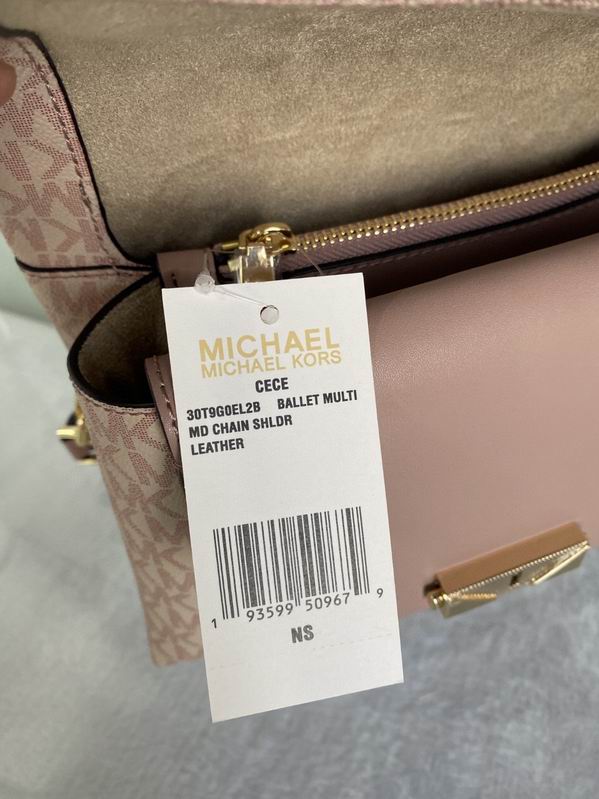 MICHAEL
MICHAEL KORS
CECE
30T9G0EL2B BALLET MULTI
MD CHAIN SHLDR
LEATHER
1 93599 50967 9
NS